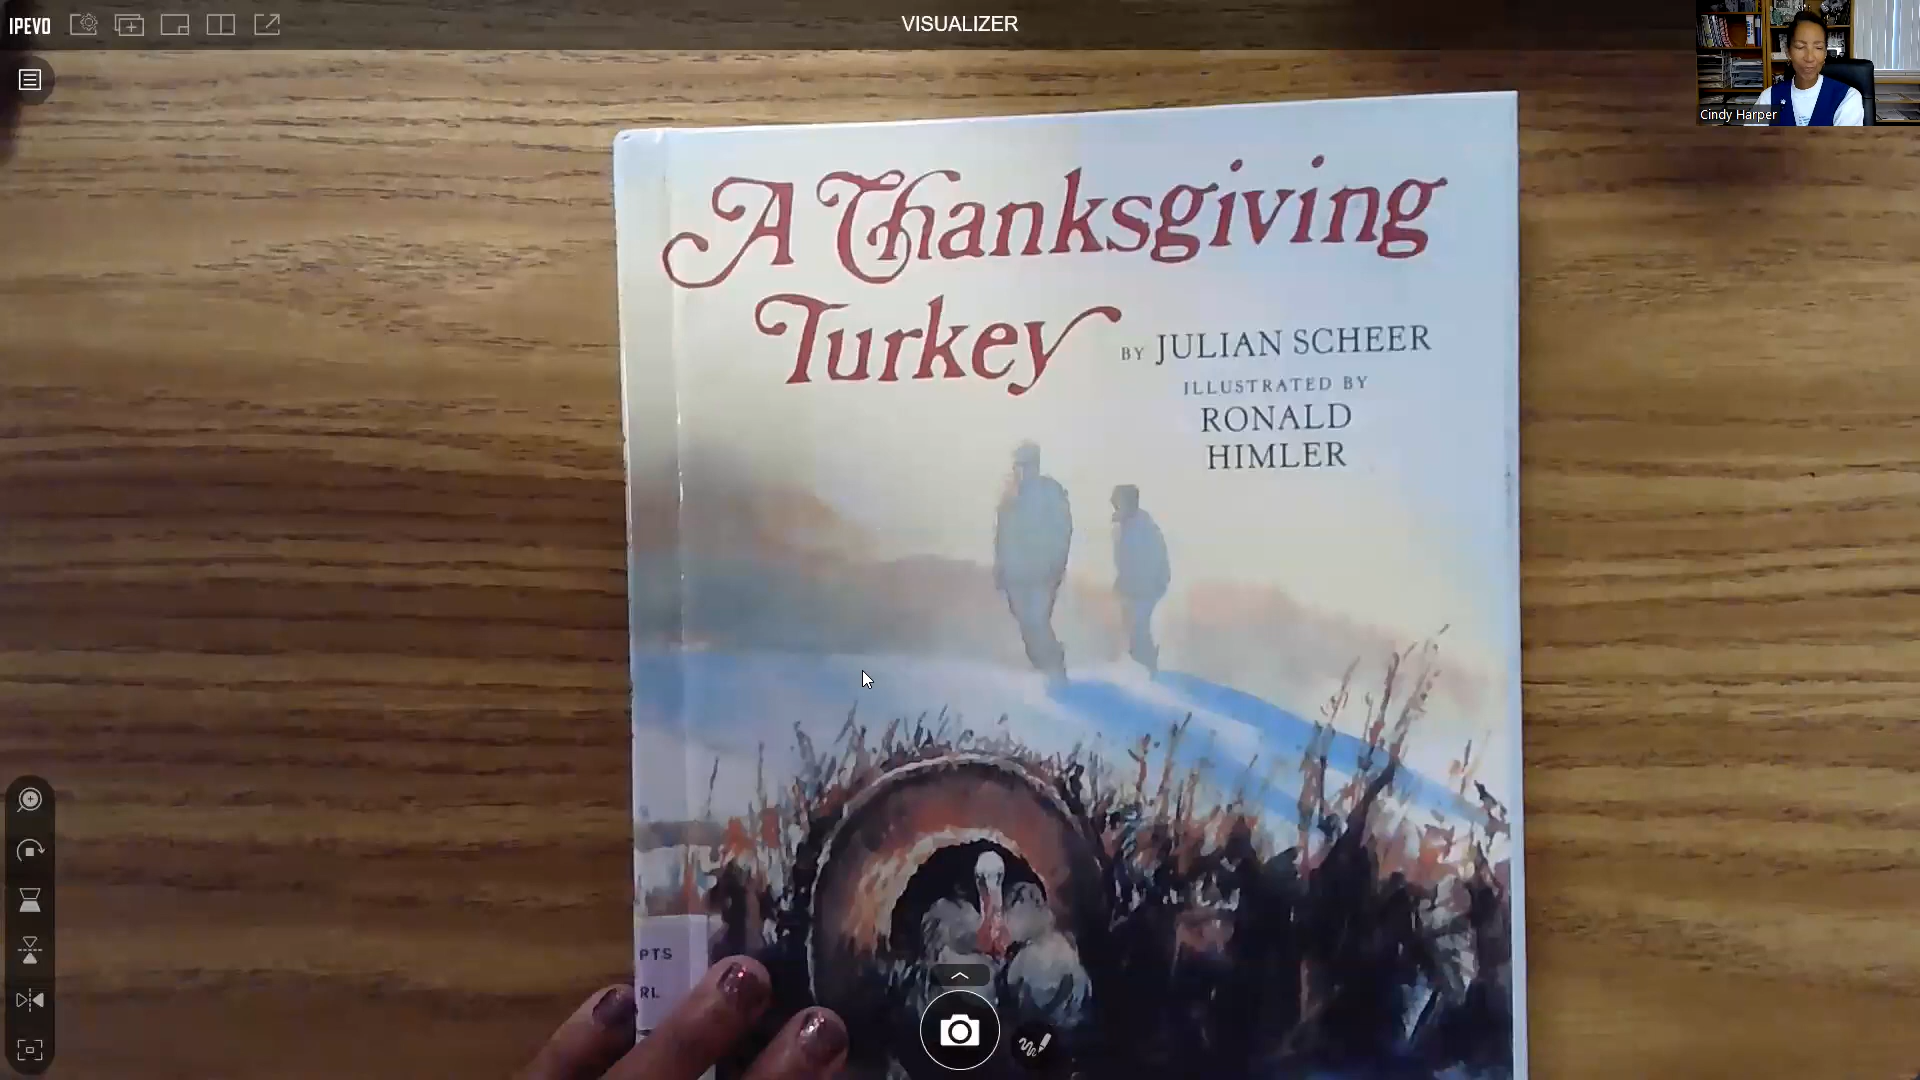 IPEVO
VISUALIZER
Cindy Harper
A Thanksgiving
Turkey
BY JULIAN SCHEER
ILLUSTRATED BY
RONALD
HIMLER
PTS
RL